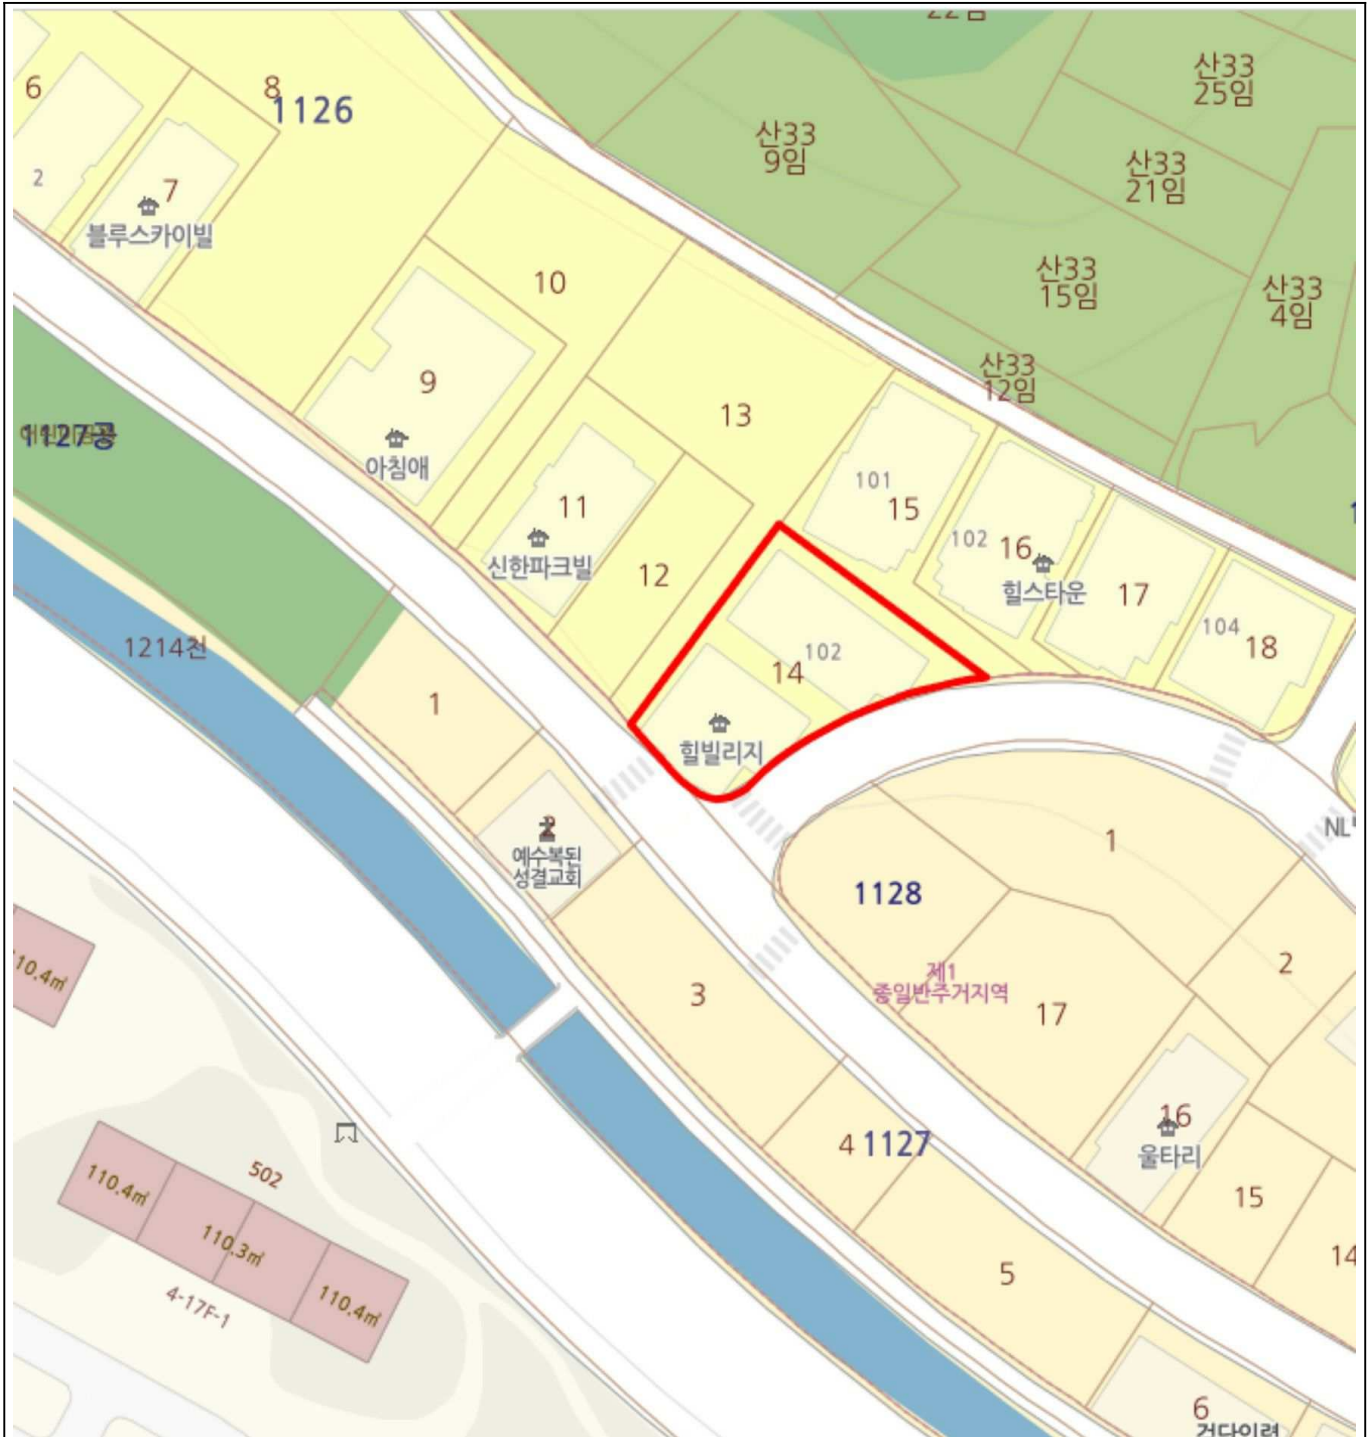 산33
25임
6
8
1126
산33
9임
산33
21임
2
7
블루스카이빌
산33
15임
산33
4임
10
산33
12임
9
13
1127공
아침애
101
15
11
신한파크빌
102
16
힐스타운
12
17
104
18
1214천
102
14
1
힐빌리지
예수복된
성결교회
1
1128
2
제1
종일반주거지역
3
17
10.4㎡
16
울타리
4
1127
502
110.4㎡
110.3㎡
110.4㎡
4-17F-1
15
14
5
6